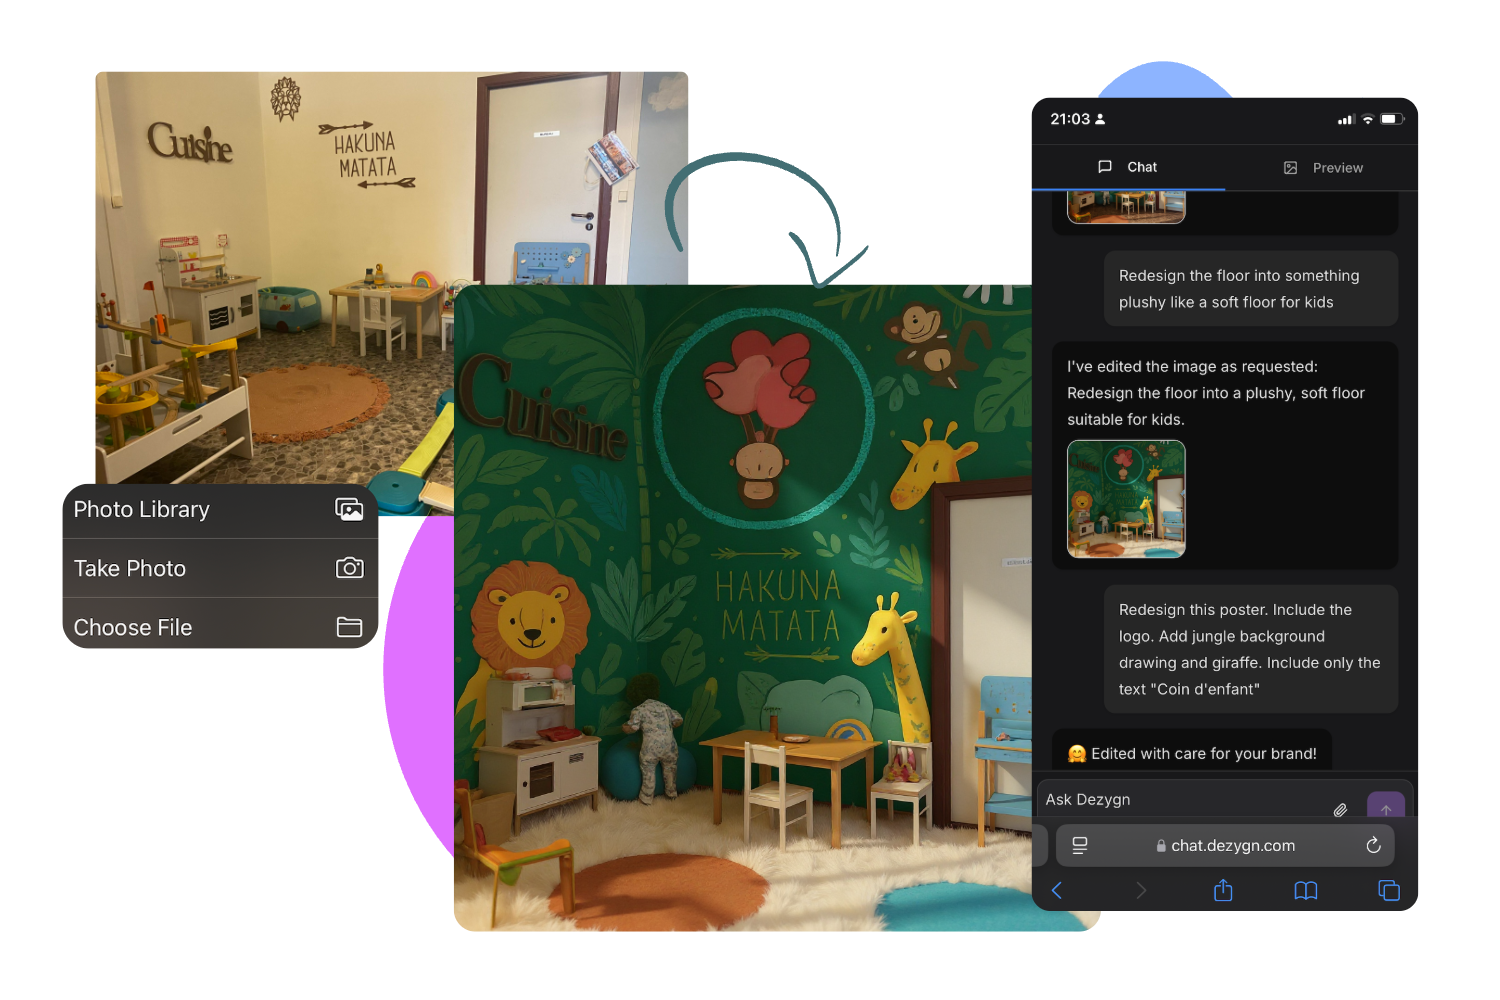 Cuisine
HAKUNA
MATATA
Photo Library
Take Photo
Choose File
Cuisine
HAKUNA
MATATA
21:03
Chat
Preview
Redesign the floor into something
plushy like a soft floor for kids
I've edited the image as requested:
Redesign the floor into a plushy, soft floor
suitable for kids.
Redesign this poster. Include the
logo. Add jungle background
drawing and giraffe. Include only the
text "Coin d'enfant"
🤗 Edited with care for your brand!
Ask Dezygn
chat.dezygn.com